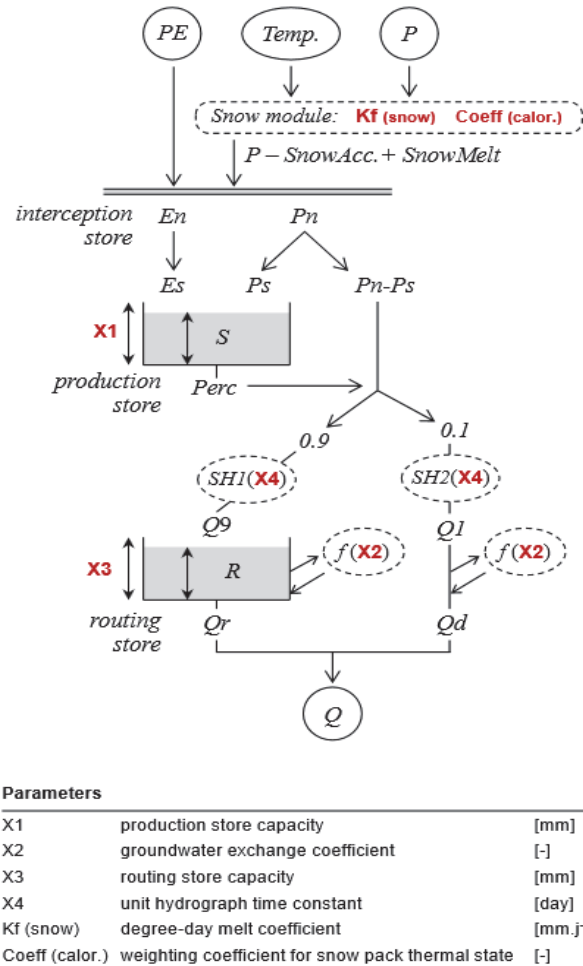 PE Temp. P
Snow module: Kf (snow) Coeff (calor.)
P – SnowAcc. + SnowMelt
interception store
En Pn
Es Ps Pn-Ps
X1 S
production store
Perc
0.9 0.1
SH1(X4) SH2(X4)
Q9 Q1
X3 R f(X2) f(X2)
routing store
Qr Qd
Q
Parameters
X1 production store capacity [mm]
X2 groundwater exchange coefficient [-]
X3 routing store capacity [mm]
X4 unit hydrograph time constant [day]
Kf (snow) degree-day melt coefficient
Coeff (calor.) weighting coefficient for snow pack thermal state [-]